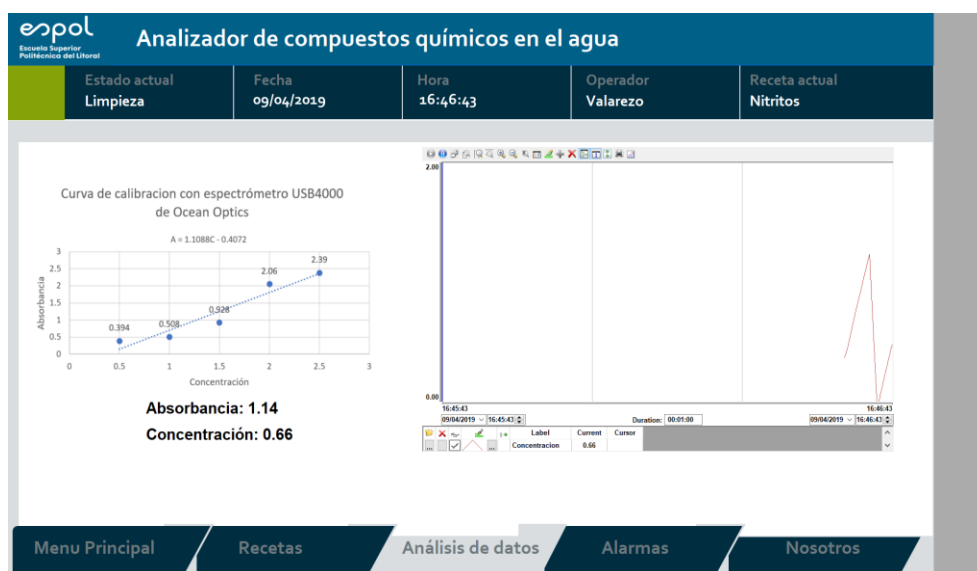 espol
Escuela Superior
Politécnica del Litoral
Analizador de compuestos químicos en el agua
Estado actual
Limpieza
Fecha
09/04/2019
Hora
16:46:43
Operador
Valarezo
Receta actual
Nitritos
Curva de calibracion con espectrómetro USB4000
de Ocean Optics
A = 1.1088C - 0.4072
3
2.5
2
1.5
1
0.5
0
Absorbancia
0.394
0.508
0.928
2.06
2.39
0 0.5 1 1.5 2 2.5 3
Concentración
Absorbancia: 1.14
Concentración: 0.66
2.00
0.00
16:45:43 16:46:43
09/04/2019 16:45:43 Duration: 00:01:00 09/04/2019 16:46:43
Label Current Cursor
Concentracion 0.66
Menu Principal
Recetas
Análisis de datos
Alarmas
Nosotros